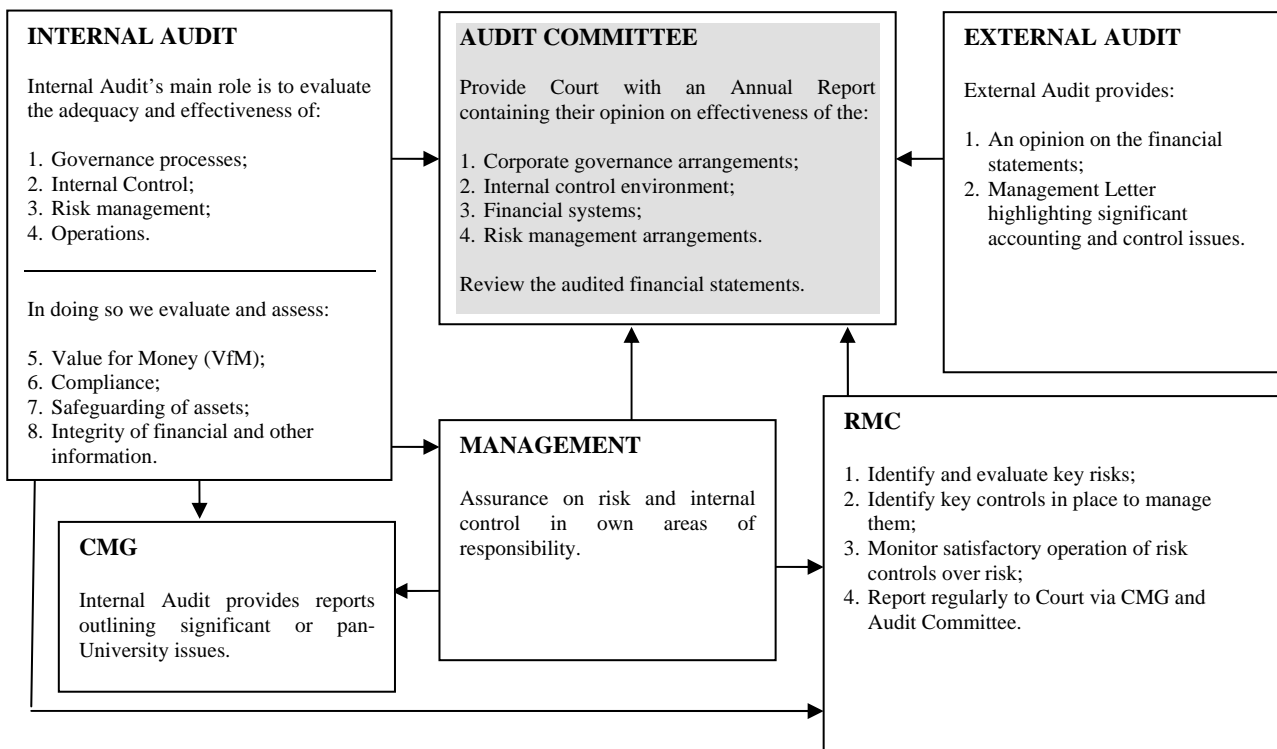 INTERNAL AUDIT
Internal Audit’s main role is to evaluate
the adequacy and effectiveness of:
1. Governance processes;
2. Internal Control;
3. Risk management;
4. Operations.
In doing so we evaluate and assess:
5. Value for Money (VfM);
6. Compliance;
7. Safeguarding of assets;
8. Integrity of financial and other
information.
AUDIT COMMITTEE
Provide Court with an Annual Report
containing their opinion on effectiveness of the:
1. Corporate governance arrangements;
2. Internal control environment;
3. Financial systems;
4. Risk management arrangements.
Review the audited financial statements.
EXTERNAL AUDIT
External Audit provides:
1. An opinion on the financial
statements;
2. Management Letter
highlighting significant
accounting and control issues.
CMG
Internal Audit provides reports
outlining significant or pan-
University issues.
MANAGEMENT
Assurance on risk and internal
control in own areas of
responsibility.
RMC
1. Identify and evaluate key risks;
2. Identify key controls in place to manage
them;
3. Monitor satisfactory operation of risk
controls over risk;
4. Report regularly to Court via CMG and
Audit Committee.